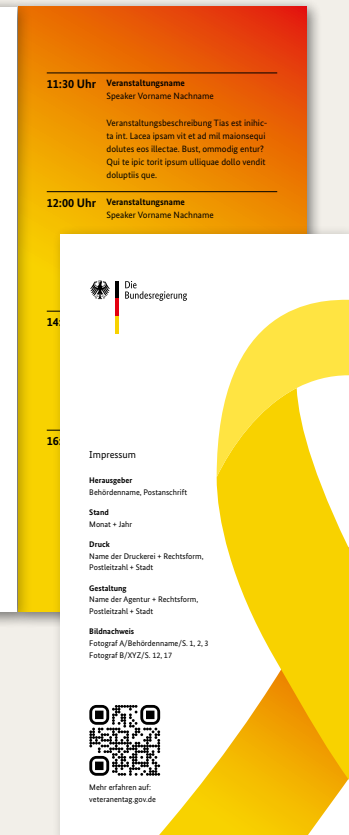 11:30 Uhr Veranstaltungsname
Speaker Vorname Nachname
Veranstaltungsbeschreibung Tias est inihic-
ta int. Lacea ipsam vit et ad mil maionsequi
dolutes eos illectae. Bust, ommodig entur?
Qui te ipic torit ipsum ulliquae dollo vendit
doluptiis que.
12:00 Uhr Veranstaltungsname
Speaker Vorname Nachname
14:
16:
Die
Bundesregierung
Impressum
Herausgeber
Behördenname, Postanschrift
Stand
Monat + Jahr
Druck
Name der Druckerei + Rechtsform,
Postleitzahl + Stadt
Gestaltung
Name der Agentur + Rechtsform,
Postleitzahl + Stadt
Bildnachweis
Fotograf A/Behördenname/S. 1, 2, 3
Fotograf B/XYZ/S. 12, 17
Mehr erfahren auf:
veteranentag.gov.de